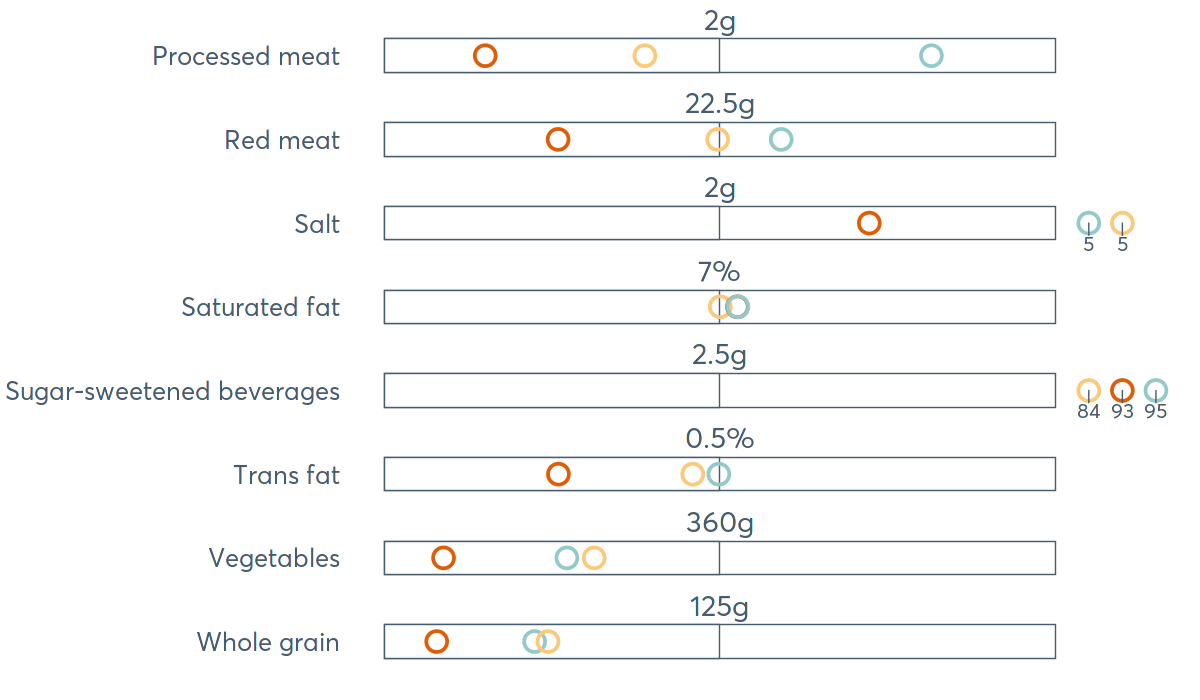 2g
Processed meat
22.5g
Red meat
2g
Salt
5 5
7%
Saturated fat
2.5g
Sugar-sweetened beverages
84 93 95
0.5%
Trans fat
360g
Vegetables
125g
Whole grain